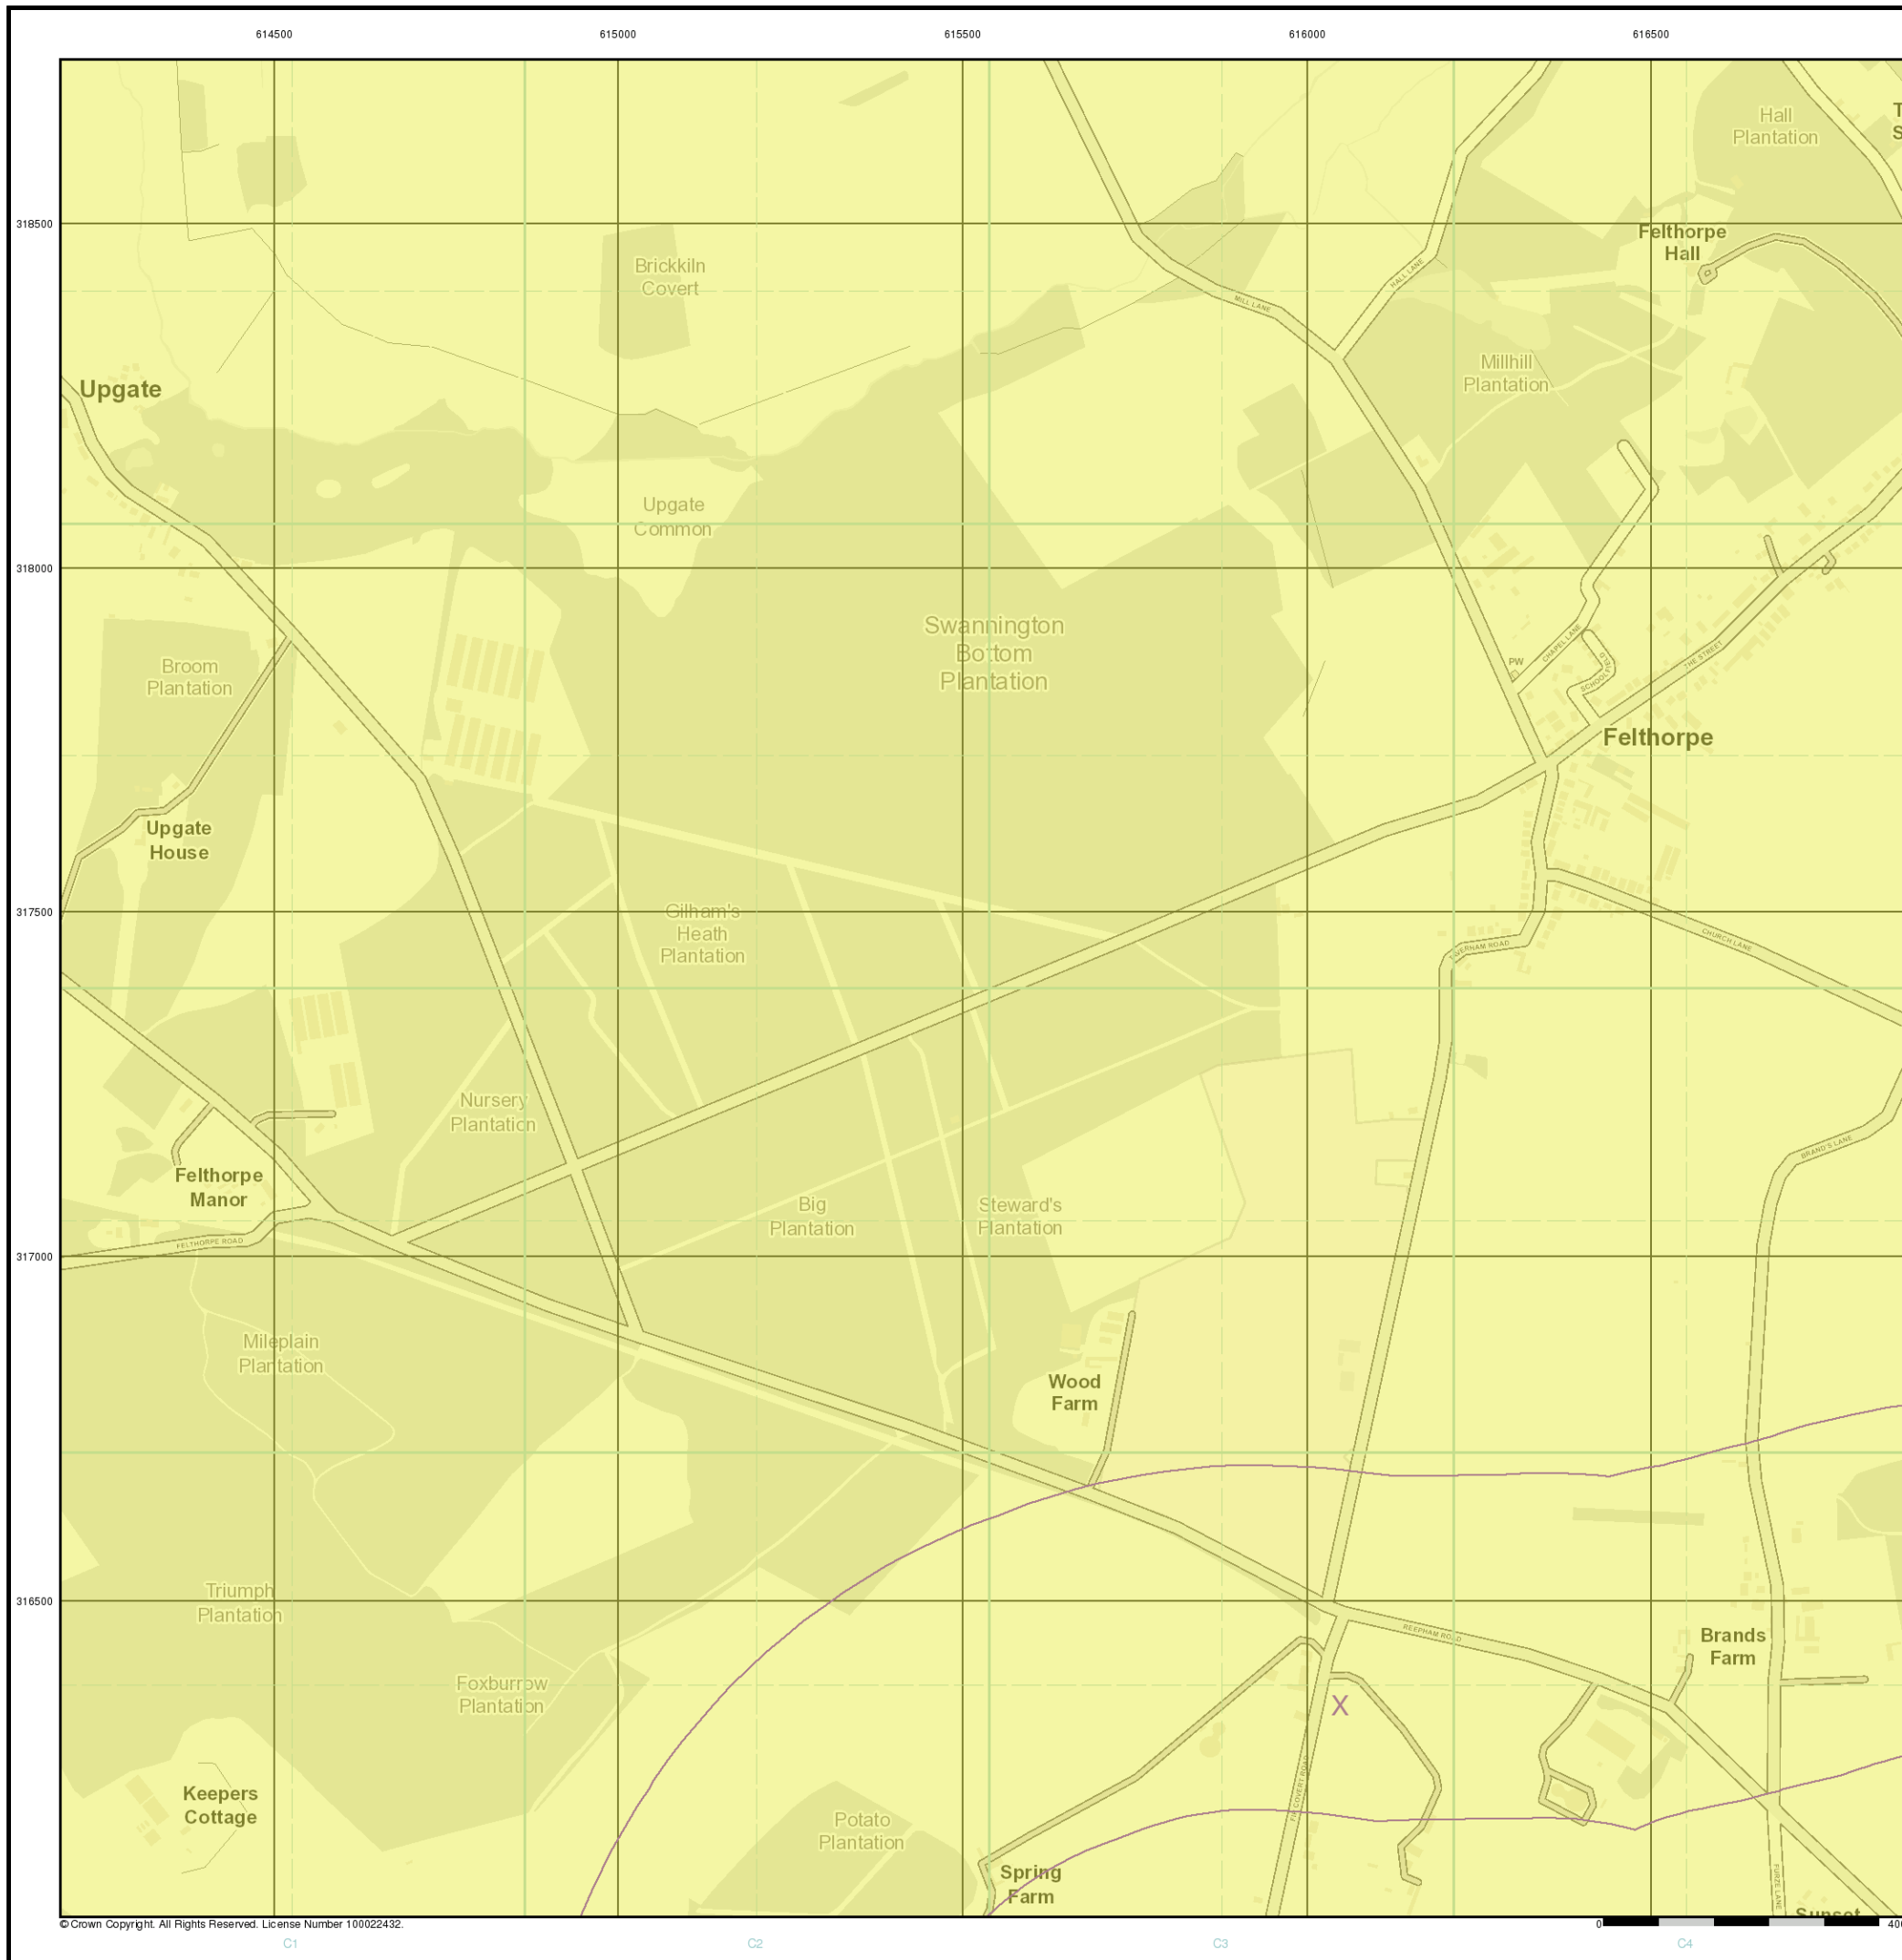 614500 615000 615500 616000 616500
Hall
Plantation
318500
Felthorpe
Hall
Brickkiln
Covert
HALL LANE
MILL LANE
Upgate
Millhill
Plantation
Upgate
Common
318000
Swannington
Bottom
Plantation
Broom
Plantation
PW
CHAPEL LANE
SCHOOL FIELD
THE STREET
Felthorpe
Upgate
House
317500
Gilham's
Heath
Plantation
TAVERHAM ROAD
CHURCH LANE
Nursery
Plantation
BRAND'S LANE
Felthorpe
Manor
Big
Plantation
Steward's
Plantation
FELTHORPE ROAD
317000
Mileplain
Plantation
Wood
Farm
316500
Triumph
Plantation
REEPHAM ROAD
Brands
Farm
Foxburrow
Plantation
X
Keepers
Cottage
FIR COVERT ROAD
Potato
Plantation
Spring
Farm
FURZE LANE
Sunset
© Crown Copyright. All Rights Reserved. License Number 100022432.
0 400
C1 C2 C3 C4